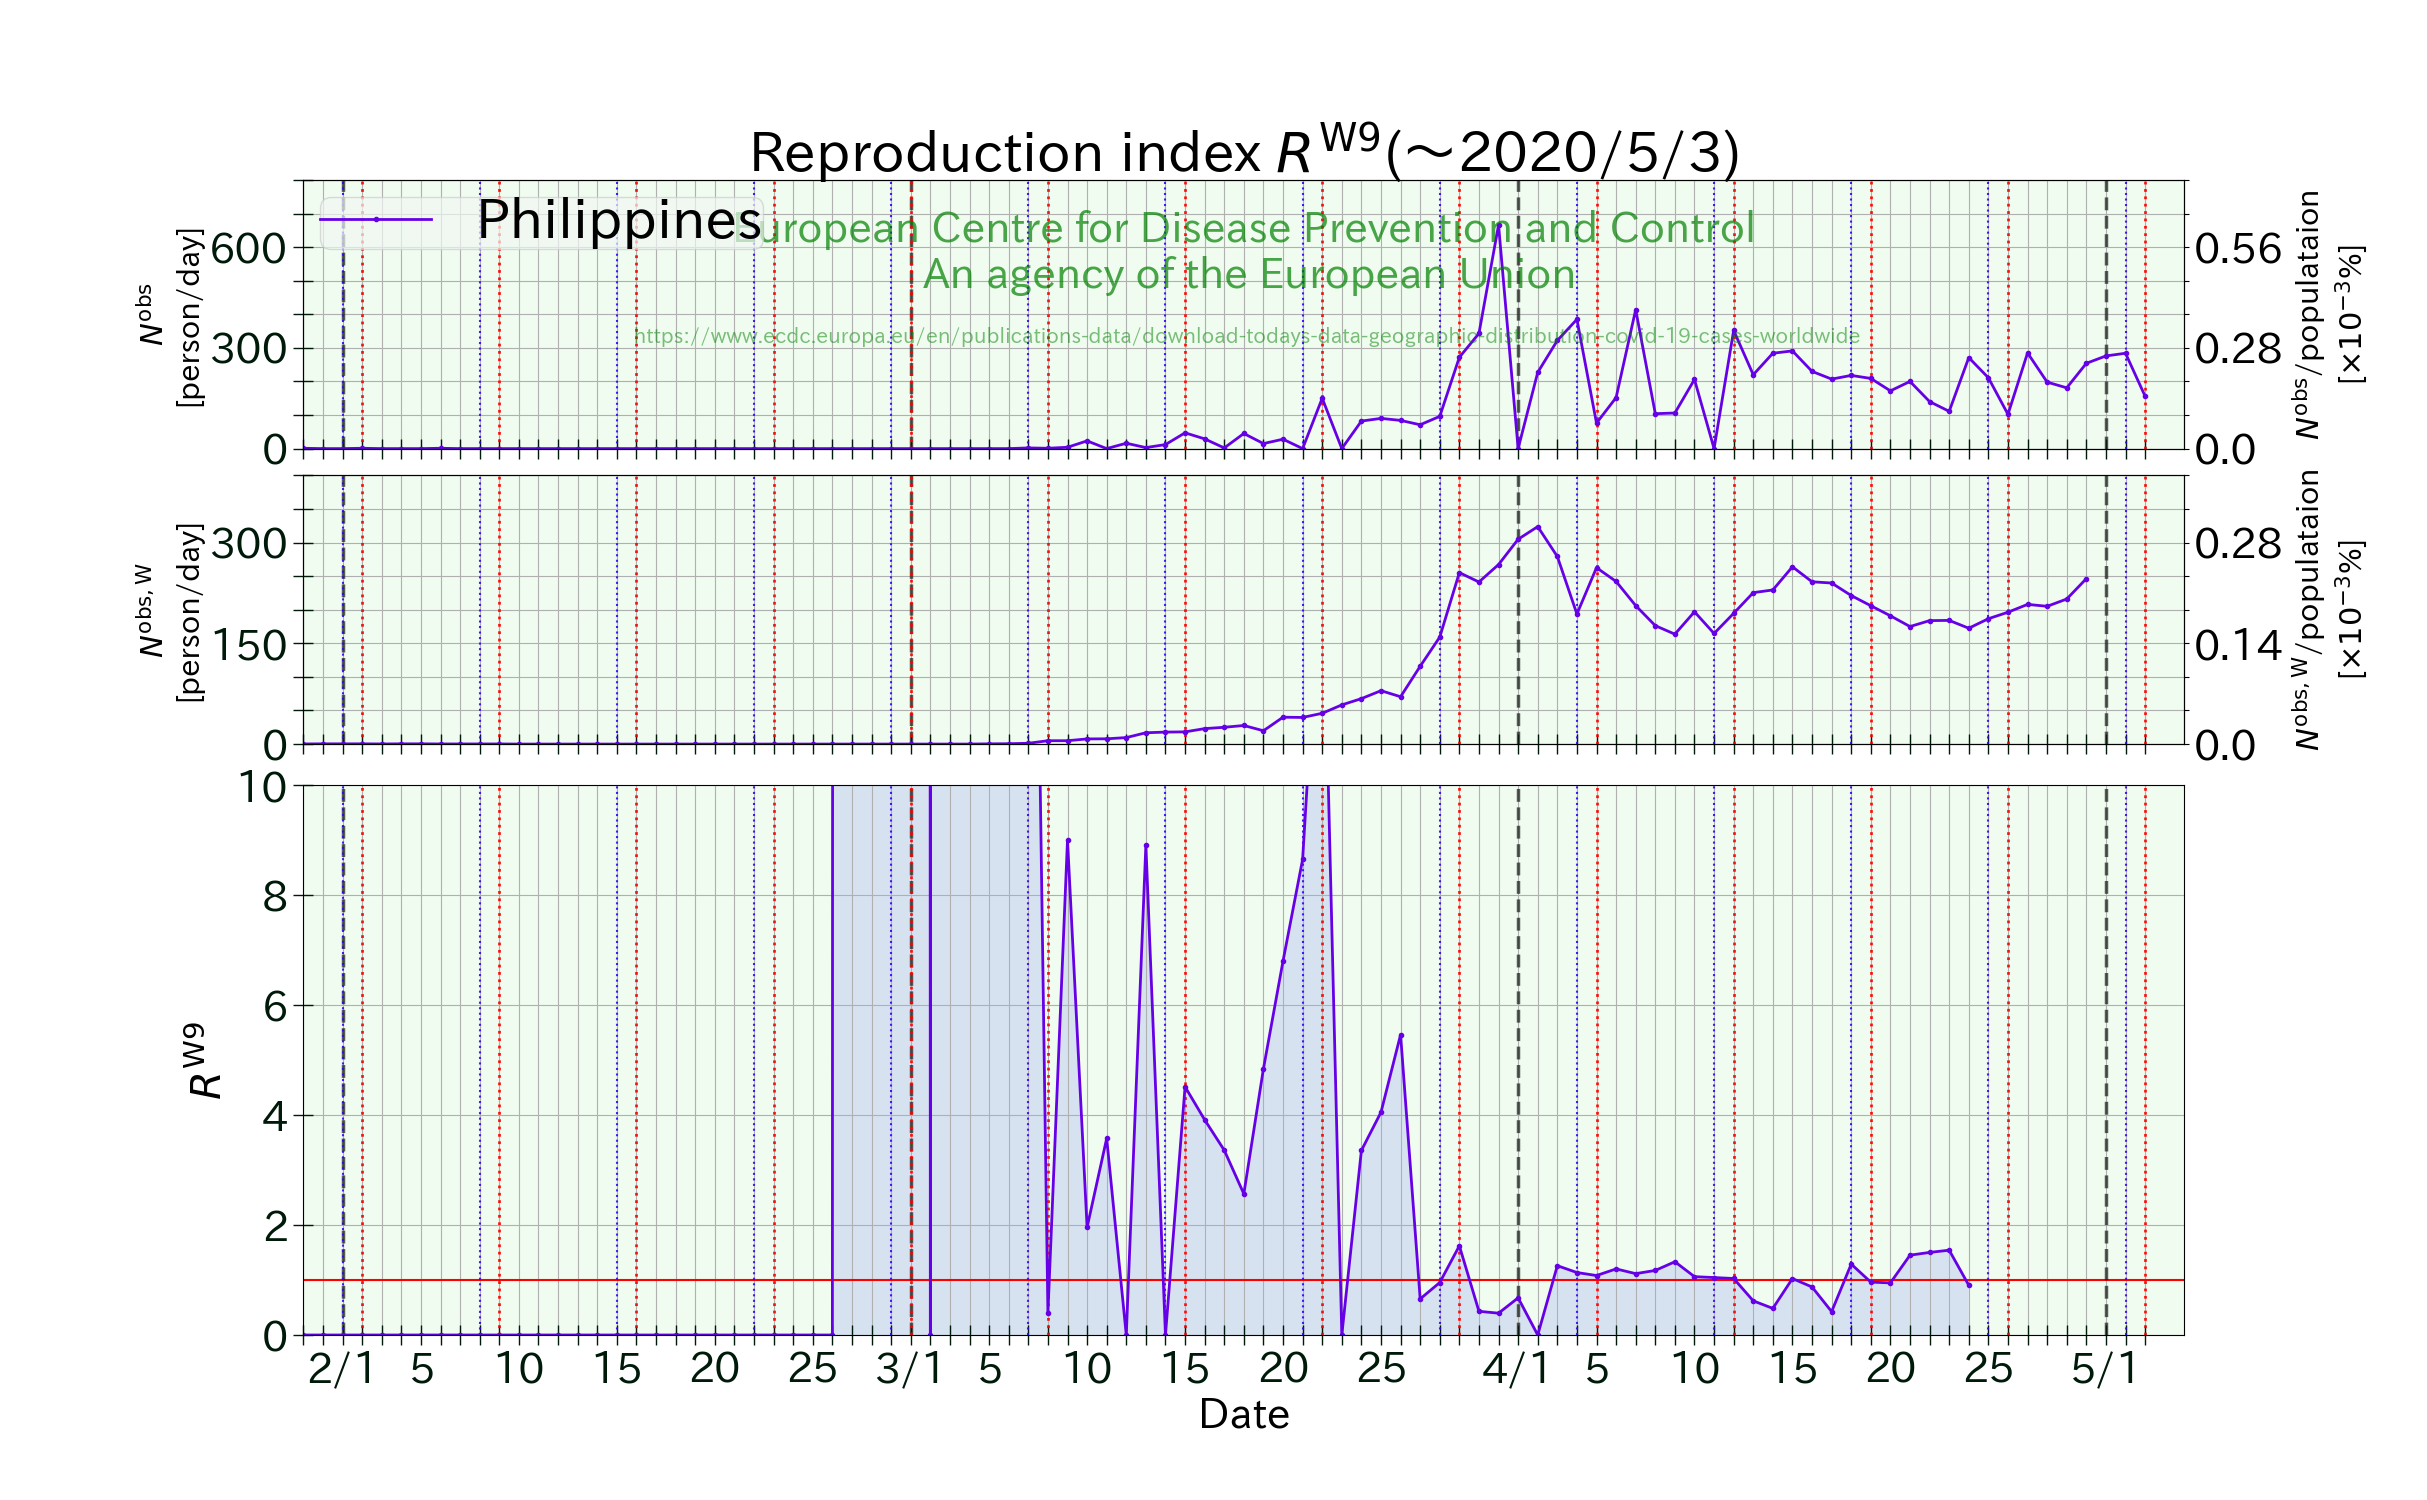 Reproduction index R^W9(～2020/5/3)
Philippines
European Centre for Disease Prevention and Control
An agency of the European Union
https://www.ecdc.europa.eu/en/publications-data/download-todays-data-geographic-distribution-covid-19-cases-worldwide
N^obs
[person/day]
600
300
0
0.56
0.28
0.0
N^obs/populataion
[×10^−3%]
N^obs, W
[person/day]
300
150
0
0.28
0.14
0.0
N^obs, W/populataion
[×10^−3%]
R^W9
10
8
6
4
2
0
2/1 5 10 15 20 25 3/1 5 10 15 20 25 4/1 5 10 15 20 25 5/1
Date